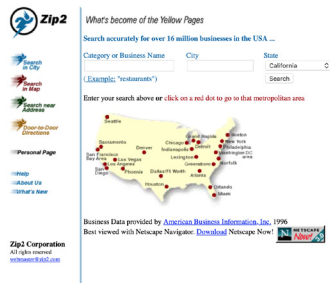 Zip2
What's become of the Yellow Pages
Search accurately for over 16 million businesses in the USA ...
Category or Business Name
City
State
California
( Example: "restaurants")
Search
Enter your search above or click on a red dot to go to that metropolitan area
Search
in City
Search
in Map
Search near
Address
Door-to-Door
Directions
Personal Page
Help
About Us
What's New
Seattle
Sacramento
San Francisco
Bay Area
Las Vegas
Los Angeles
San
Diego
Phoenix
Denver
Dallas/Ft. Worth
Houston
Chicago
Grand Rapids
Indianapolis
Detroit
Lexington
Greensboro
Atlanta
Boston
New York
Philadelphia
Washington DC
area
Norfolk
Orlando
Miami
Business Data provided by American Business Information, Inc. 1996
Best viewed with Netscape Navigator. Download Netscape Now!
NETSCAPE
Now!
Zip2 Corporation
All rights reserved
webmaster@zip2.com